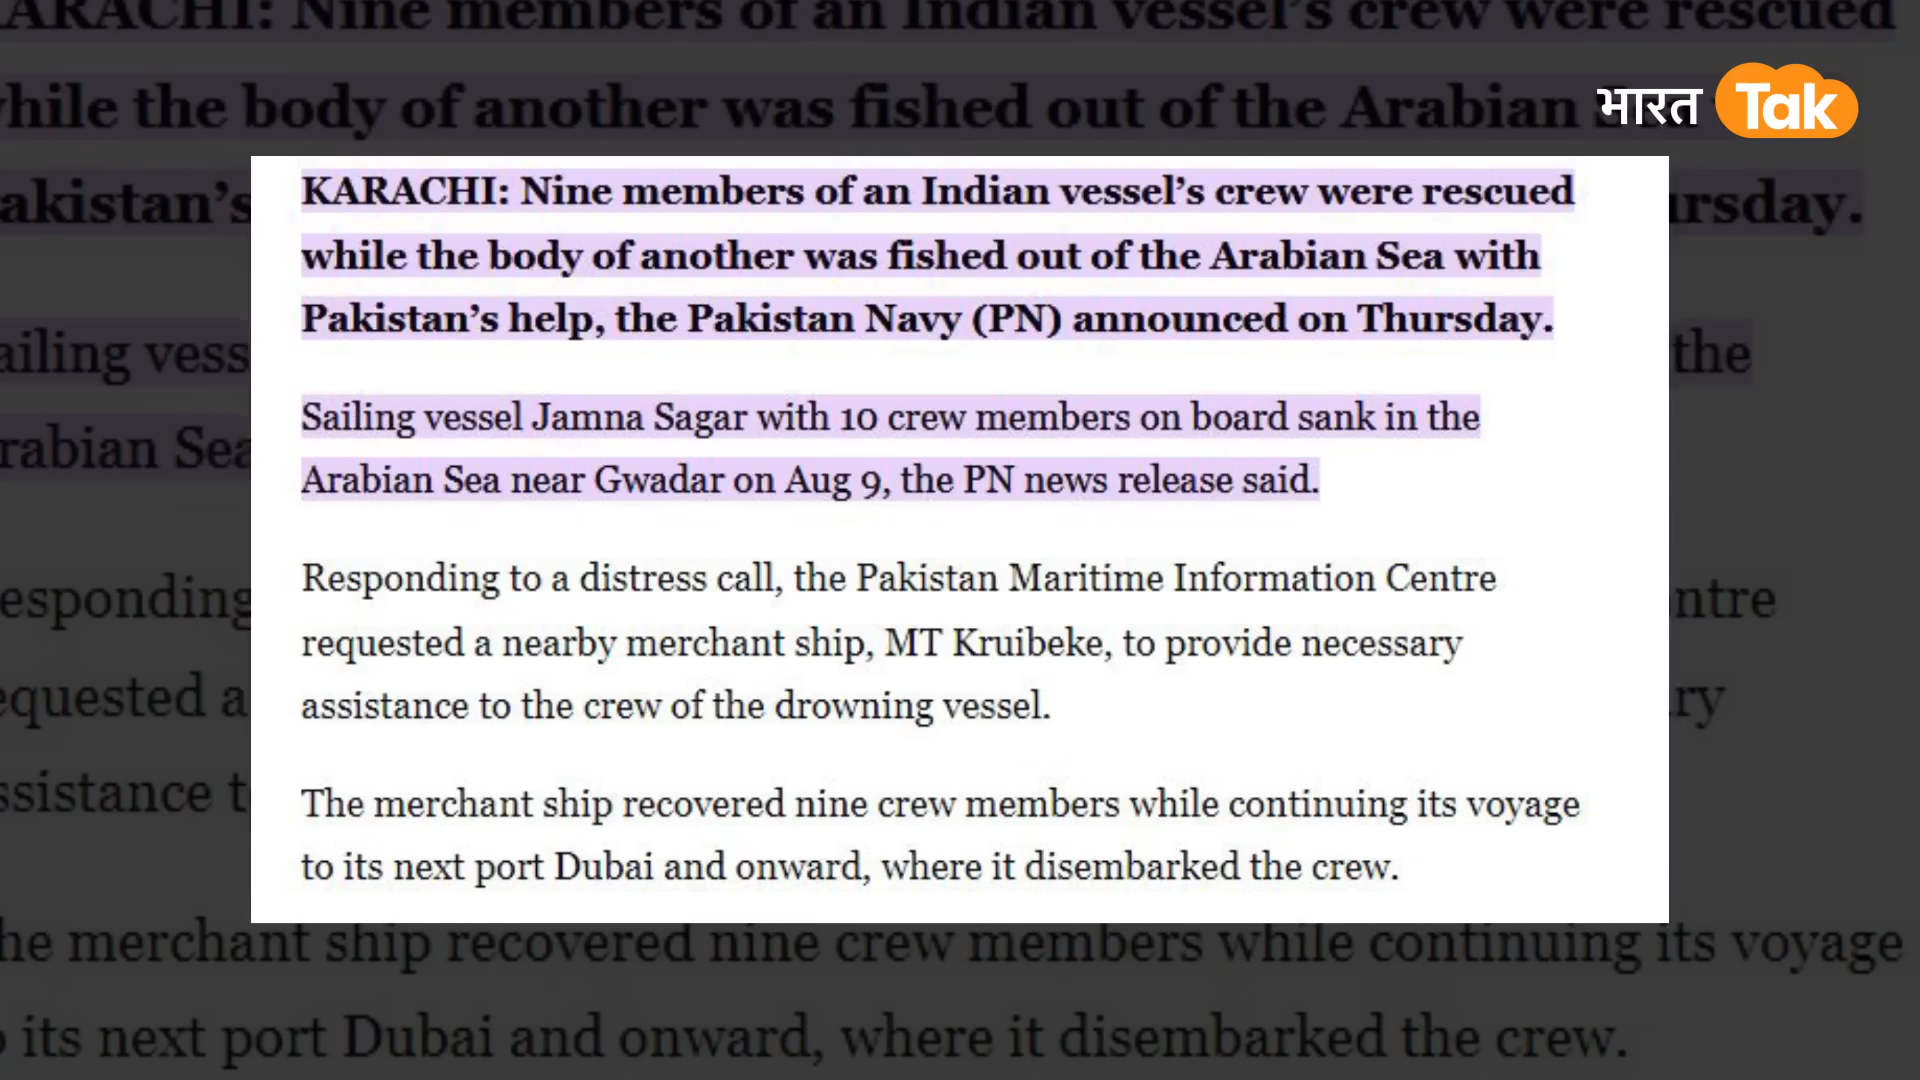 भारत Tak
KARACHI: Nine members of an Indian vessel’s crew were rescued
while the body of another was fished out of the Arabian Sea with
Pakistan’s help, the Pakistan Navy (PN) announced on Thursday.
Sailing vessel Jamna Sagar with 10 crew members on board sank in the
Arabian Sea near Gwadar on Aug 9, the PN news release said.
Responding to a distress call, the Pakistan Maritime Information Centre
requested a nearby merchant ship, MT Kruibeke, to provide necessary
assistance to the crew of the drowning vessel.
The merchant ship recovered nine crew members while continuing its voyage
to its next port Dubai and onward, where it disembarked the crew.